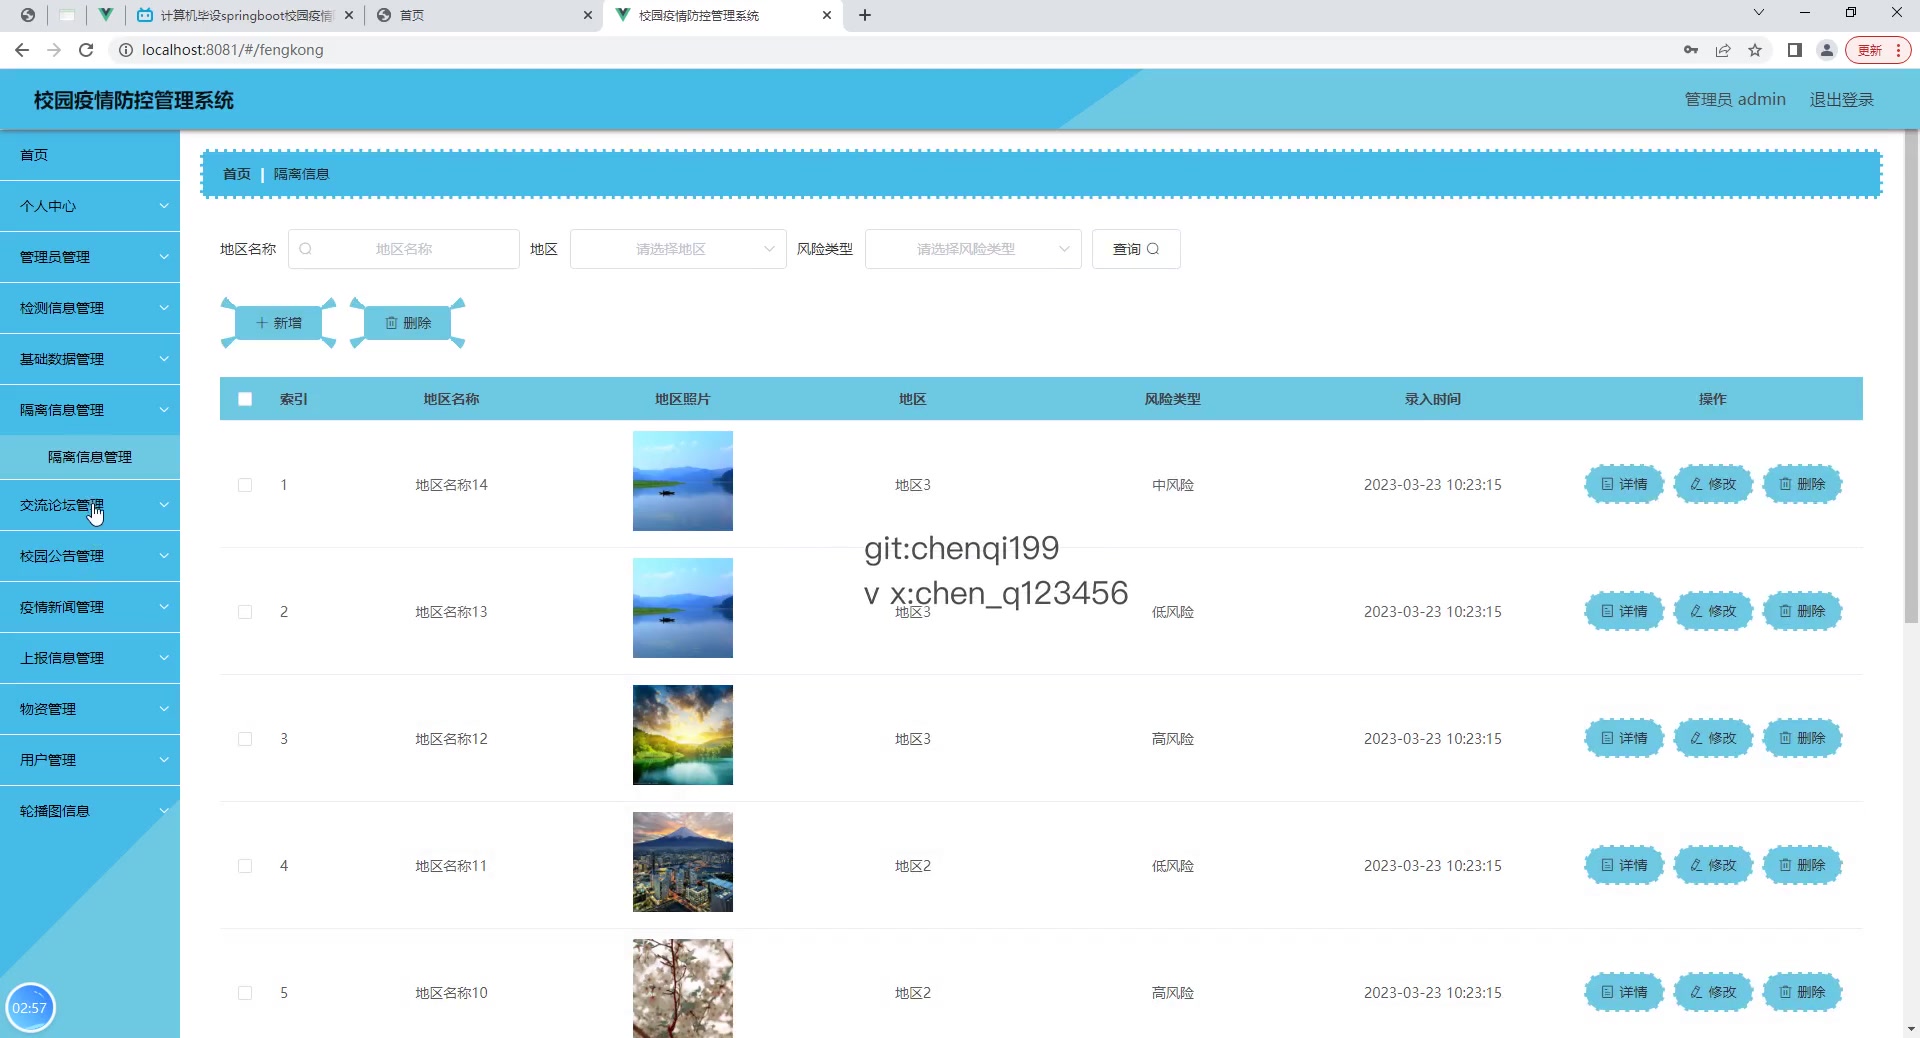 计算机毕设springboot校园疫情
首页
校园疫情防控管理系统
localhost:8081/#/fengkong
更新
校园疫情防控管理系统
管理员 admin
退出登录
首页
个人中心
管理员管理
检测信息管理
基础数据管理
隔离信息管理
隔离信息管理
交流论坛管理
校园公告管理
疫情新闻管理
上报信息管理
物资管理
用户管理
轮播图信息
02:57
首页 | 隔离信息
地区名称 地区名称 地区 请选择地区 风险类型 请选择风险类型 查询
新增 删除
索引 地区名称 地区照片 地区 风险类型 录入时间 操作
1 地区名称14 地区3 中风险 2023-03-23 10:23:15 详情 修改 删除
git:chenqi199
v x:chen_q123456
2 地区名称13 地区3 低风险 2023-03-23 10:23:15 详情 修改 删除
3 地区名称12 地区3 高风险 2023-03-23 10:23:15 详情 修改 删除
4 地区名称11 地区2 低风险 2023-03-23 10:23:15 详情 修改 删除
5 地区名称10 地区2 高风险 2023-03-23 10:23:15 详情 修改 删除